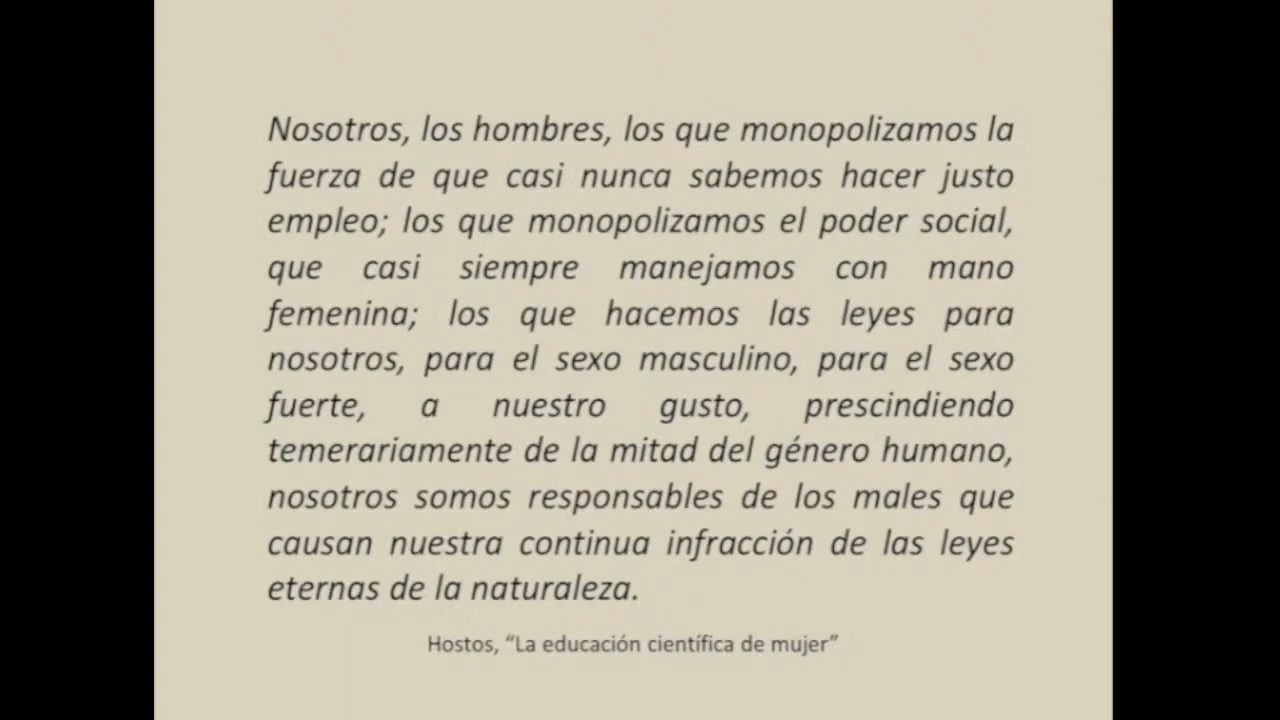 Nosotros, los hombres, los que monopolizamos la
fuerza de que casi nunca sabemos hacer justo
empleo; los que monopolizamos el poder social,
que casi siempre manejamos con mano
femenina; los que hacemos las leyes para
nosotros, para el sexo masculino, para el sexo
fuerte, a nuestro gusto, prescindiendo
temerariamente de la mitad del género humano,
nosotros somos responsables de los males que
causan nuestra continua infracción de las leyes
eternas de la naturaleza.
Hostos, “La educación científica de mujer”